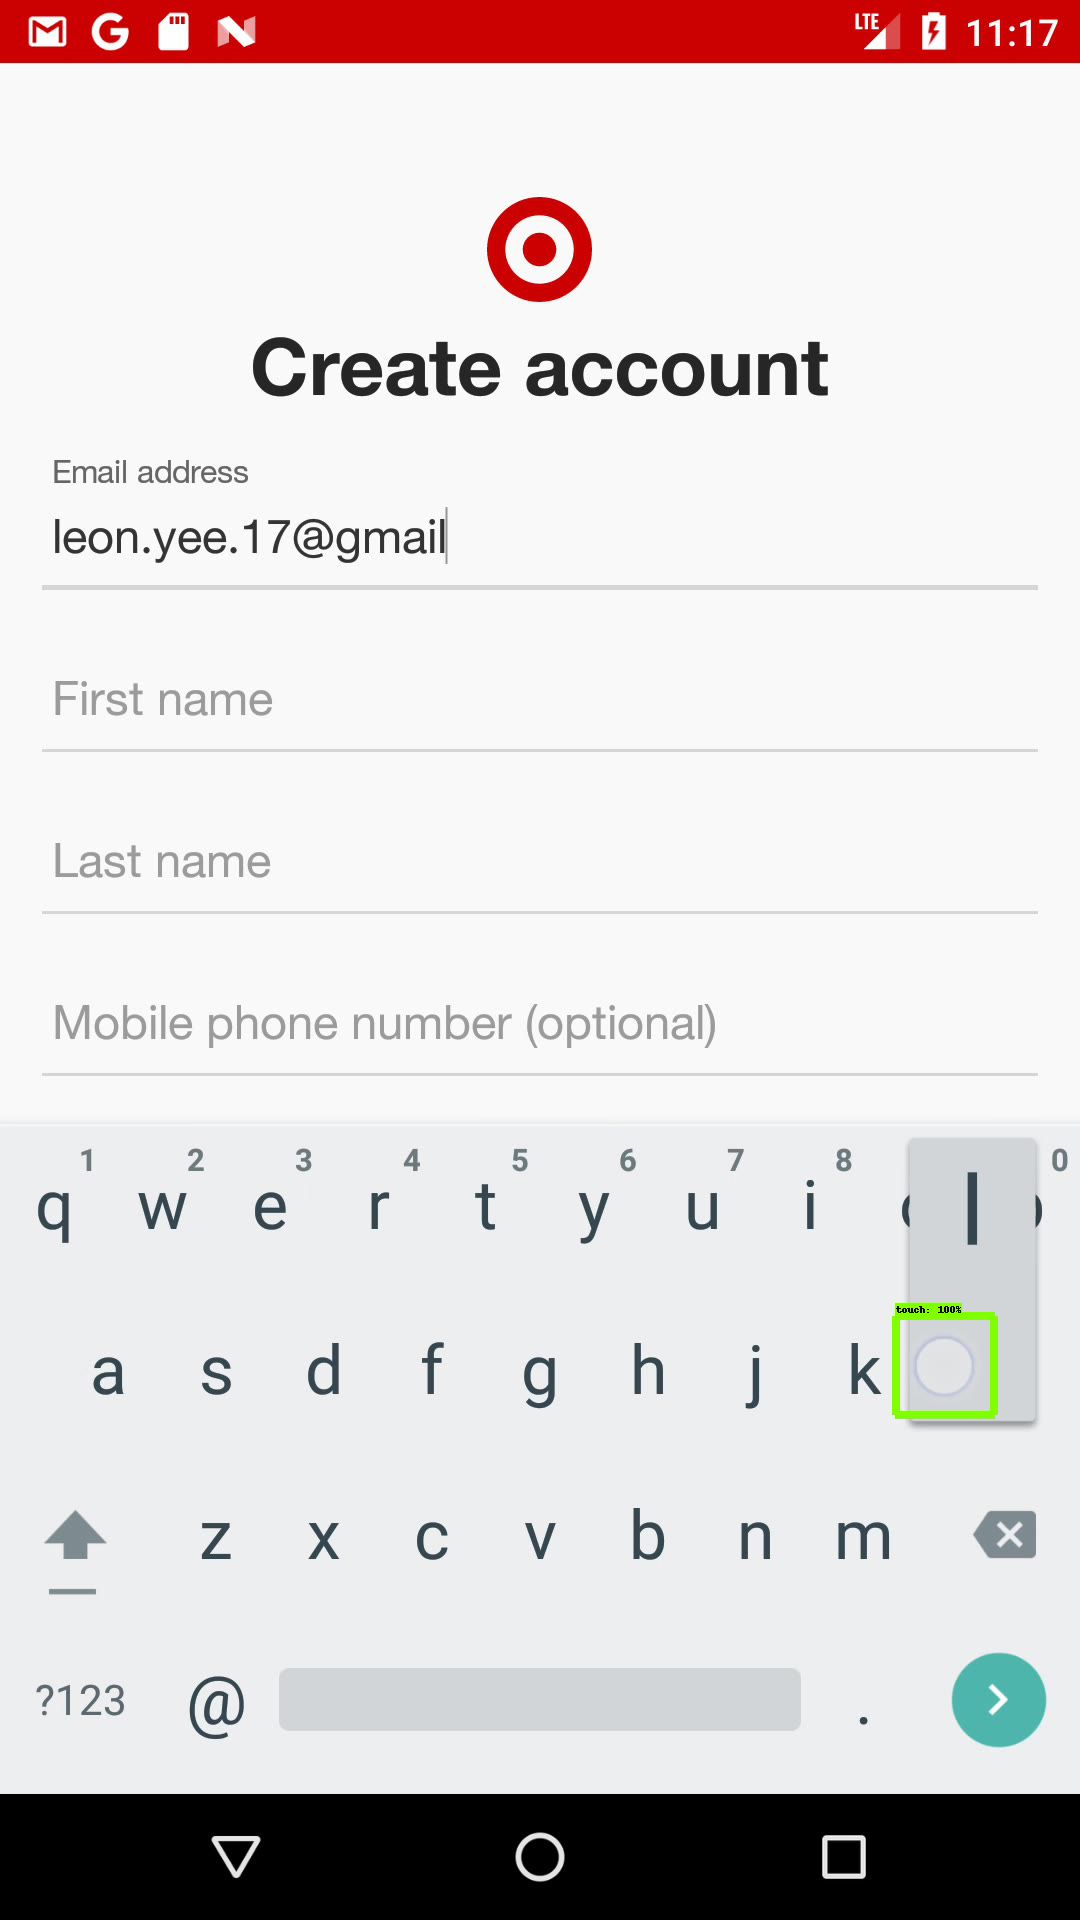 LTE 11:17
Create account
Email address
leon.yee.17@gmail
First name
Last name
Mobile phone number (optional)
1 2 3 4 5 6 7 8 0
q w e r t y u i l
touch: 100%
a s d f g h j k
z x c v b n m
?123 @ .